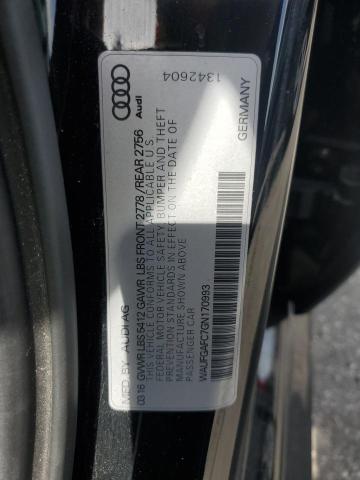 Audi
1342604
GERMANY
MFD. BY AUDI AG
03.16 GVWR LBS 5412 GAWR LBS FRONT 2778 / REAR 2756
THIS VEHICLE CONFORMS TO ALL APPLICABLE U S
FEDERAL MOTOR VEHICLE SAFETY, BUMPER AND THEFT
PREVENTION STANDARDS IN EFFECT ON THE DATE OF
MANUFACTURE SHOWN ABOVE
PASSENGER CAR
WAUFGAFC7GN170993